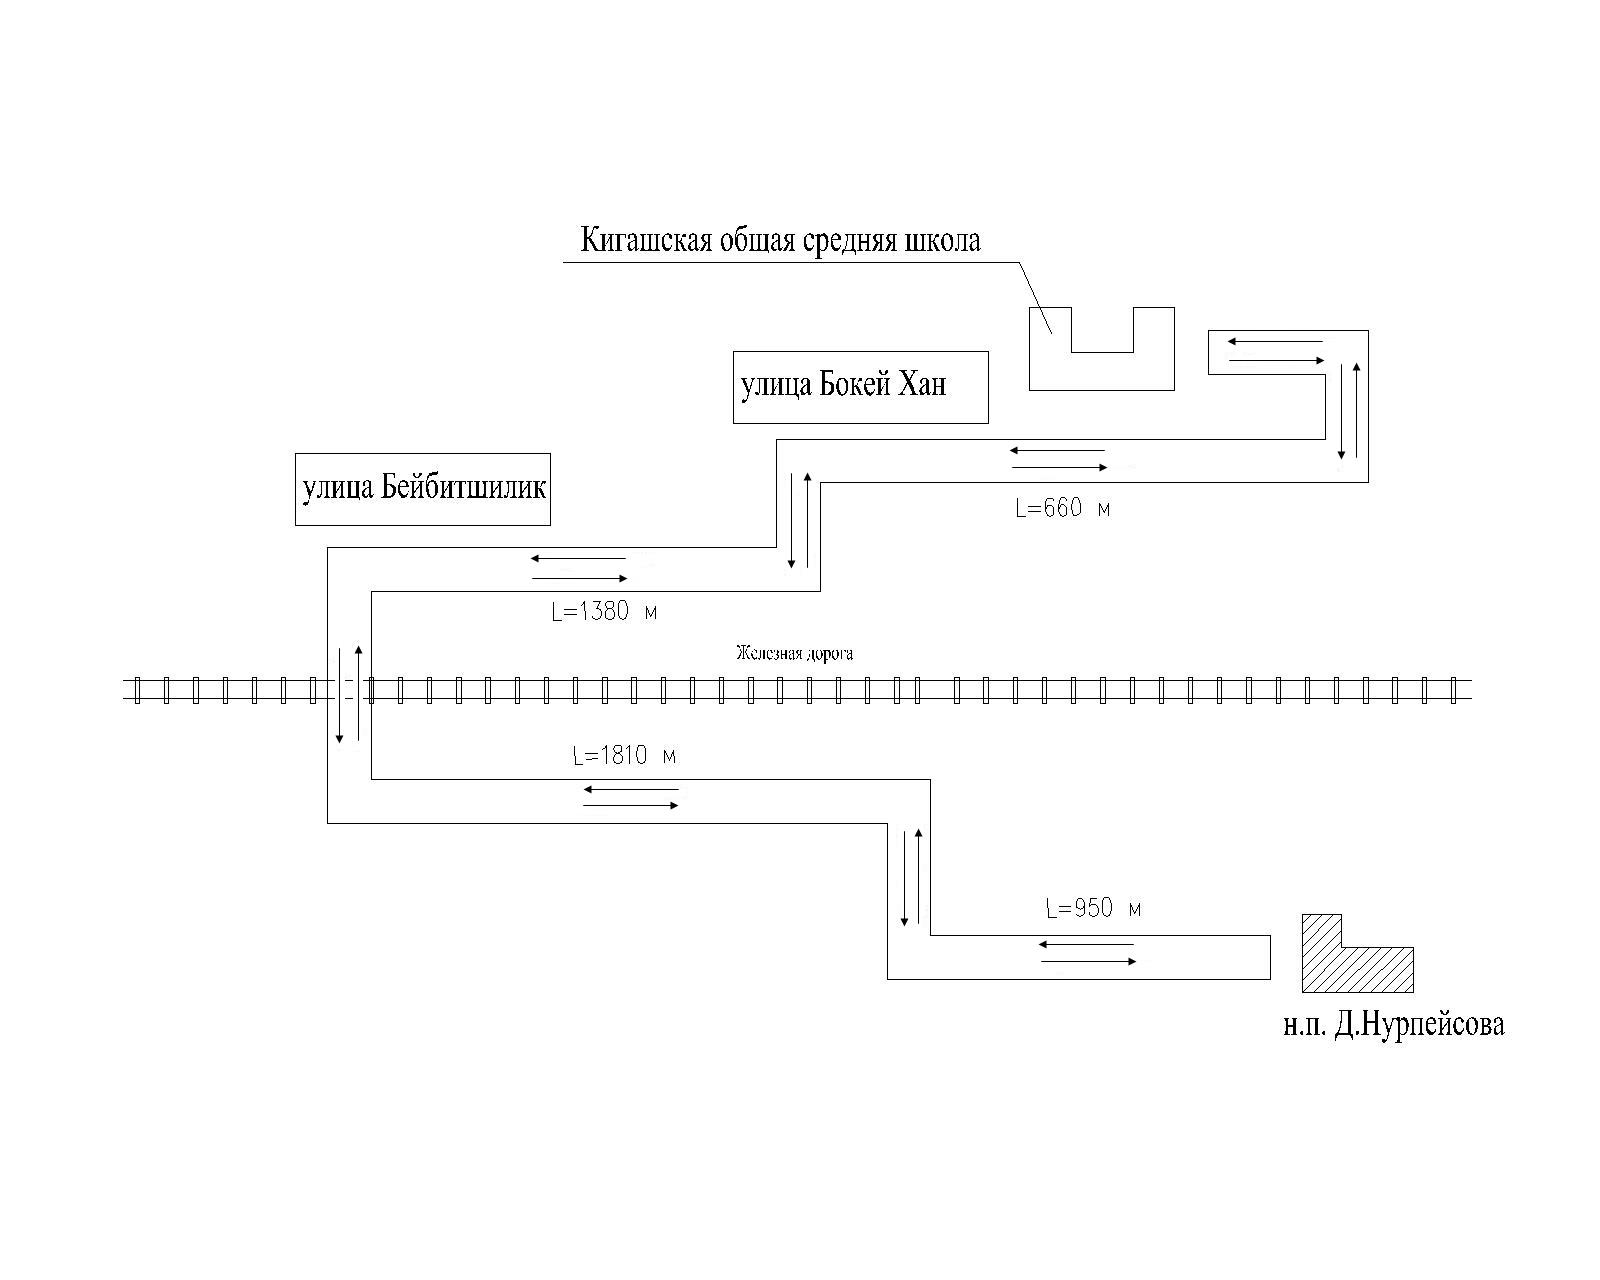 Кигашская общая средняя школа
улица Бокей Хан
улица Бейбитшилик
L=660 м
L=1380 м
Железная дорога
L=1810 м
L=950 м
н.п. Д.Нурпейсова